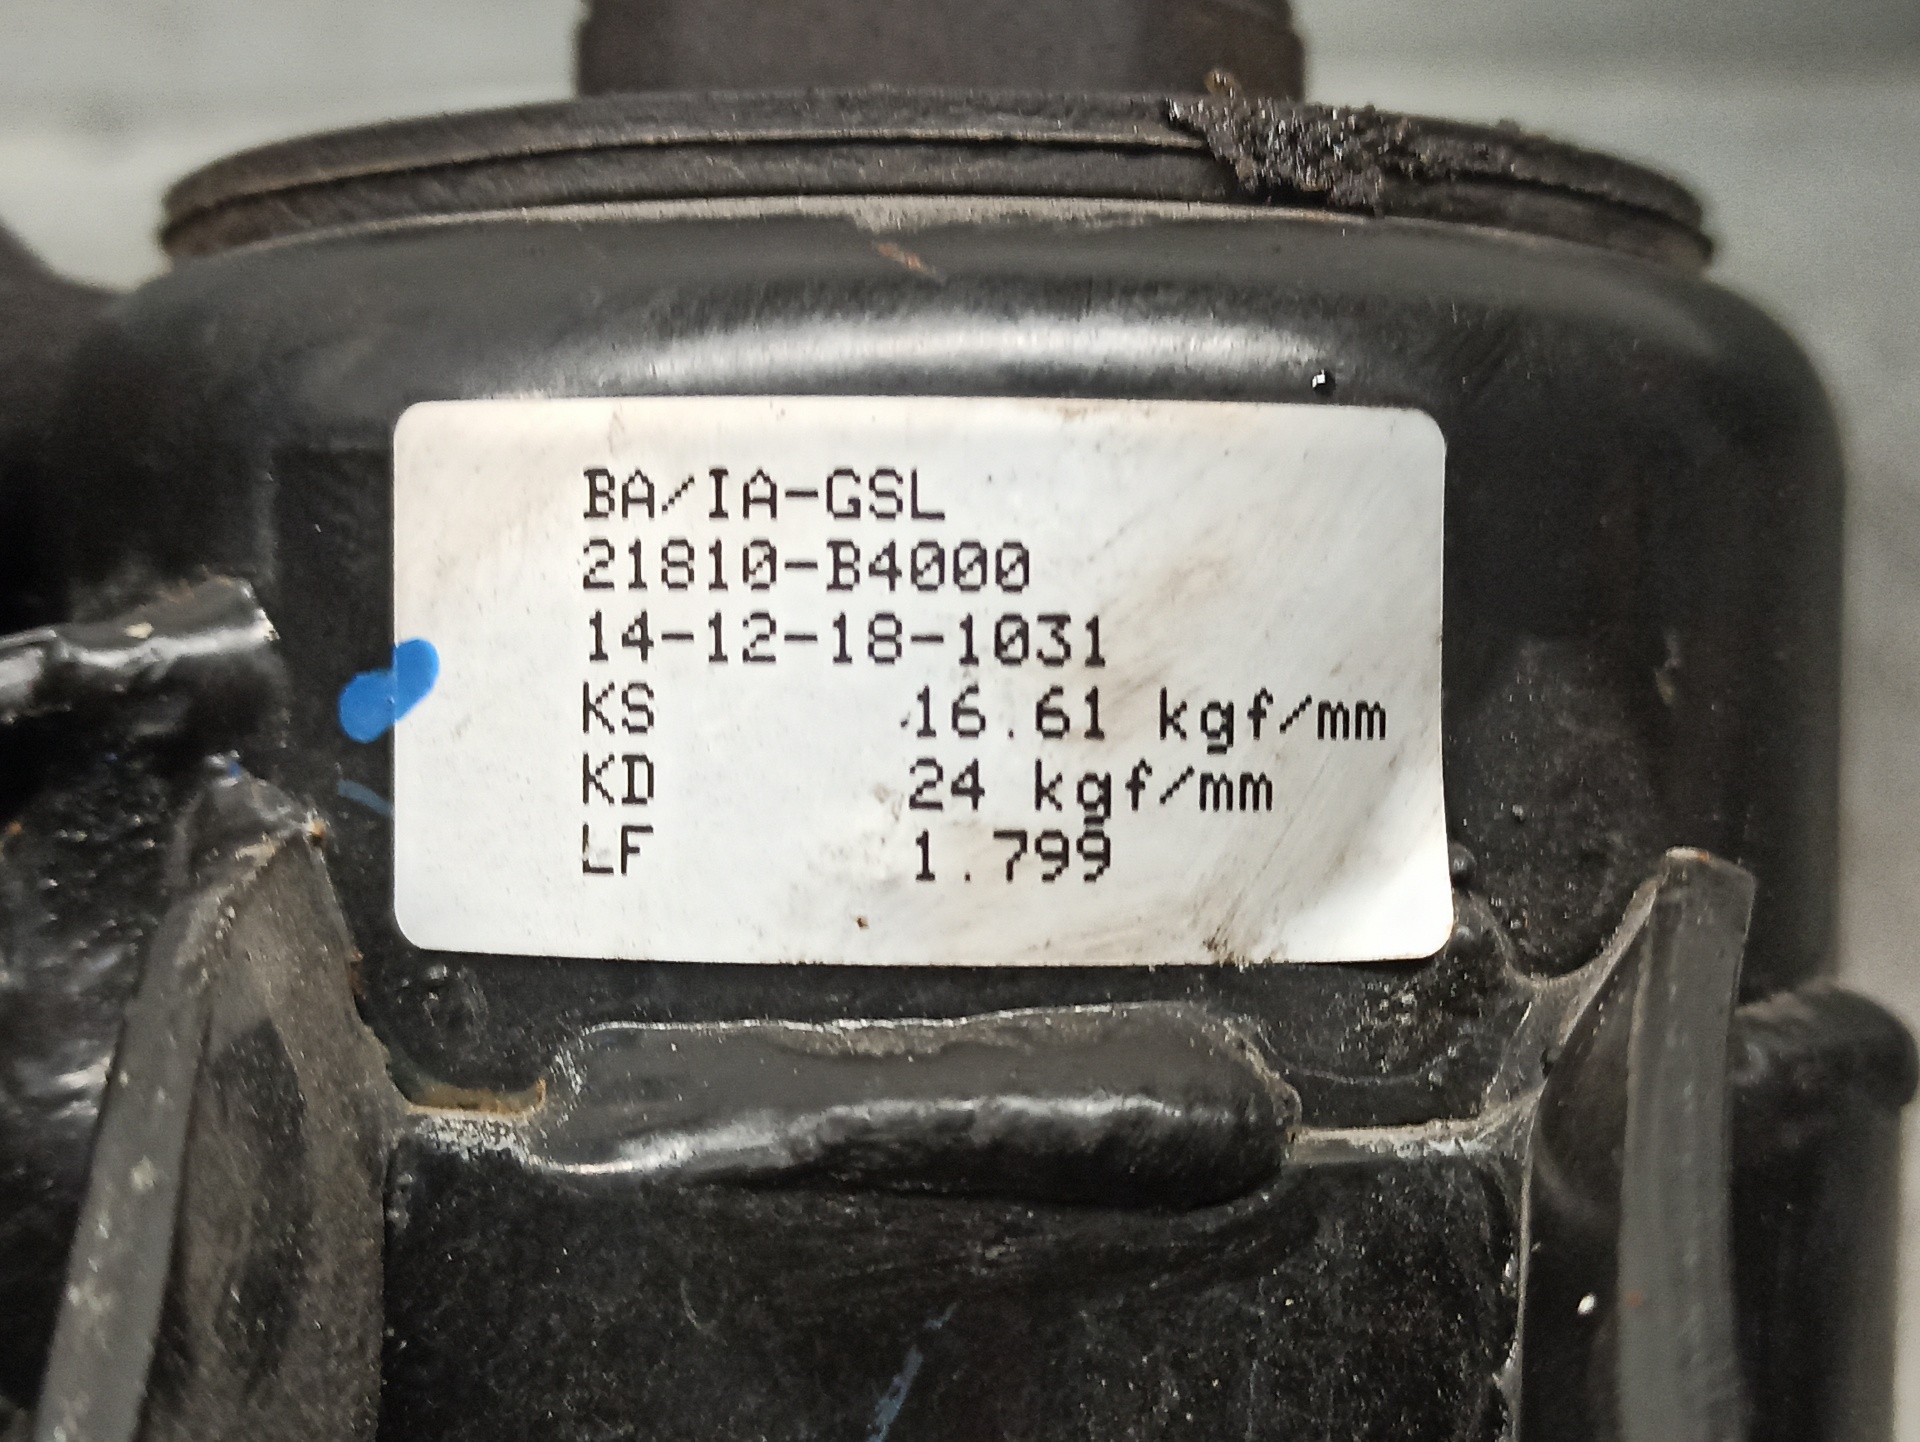 BA/IA-GSL
21810-B4000
14-12-18-1031
KS 16.61 kgf/mm
KD 24 kgf/mm
LF 1.799